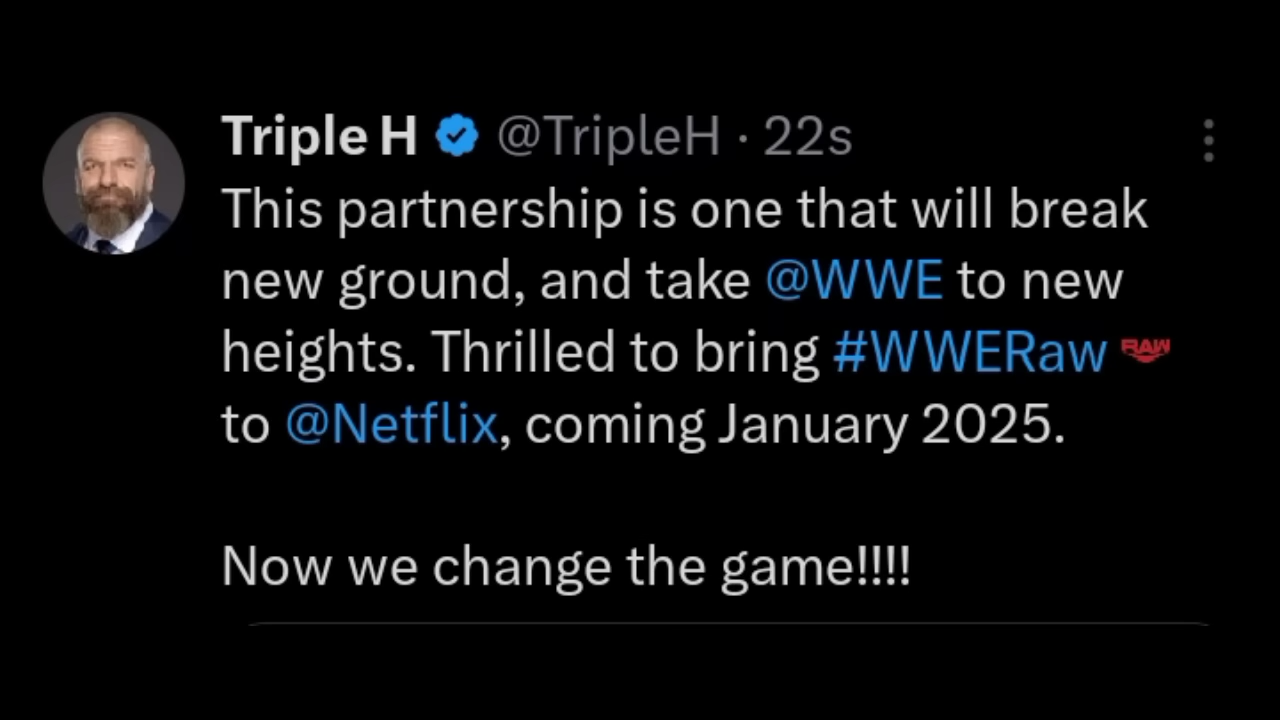 Triple H @TripleH · 22s
This partnership is one that will break
new ground, and take @WWE to new
heights. Thrilled to bring #WWERaw RAW
to @Netflix, coming January 2025.
Now we change the game!!!!